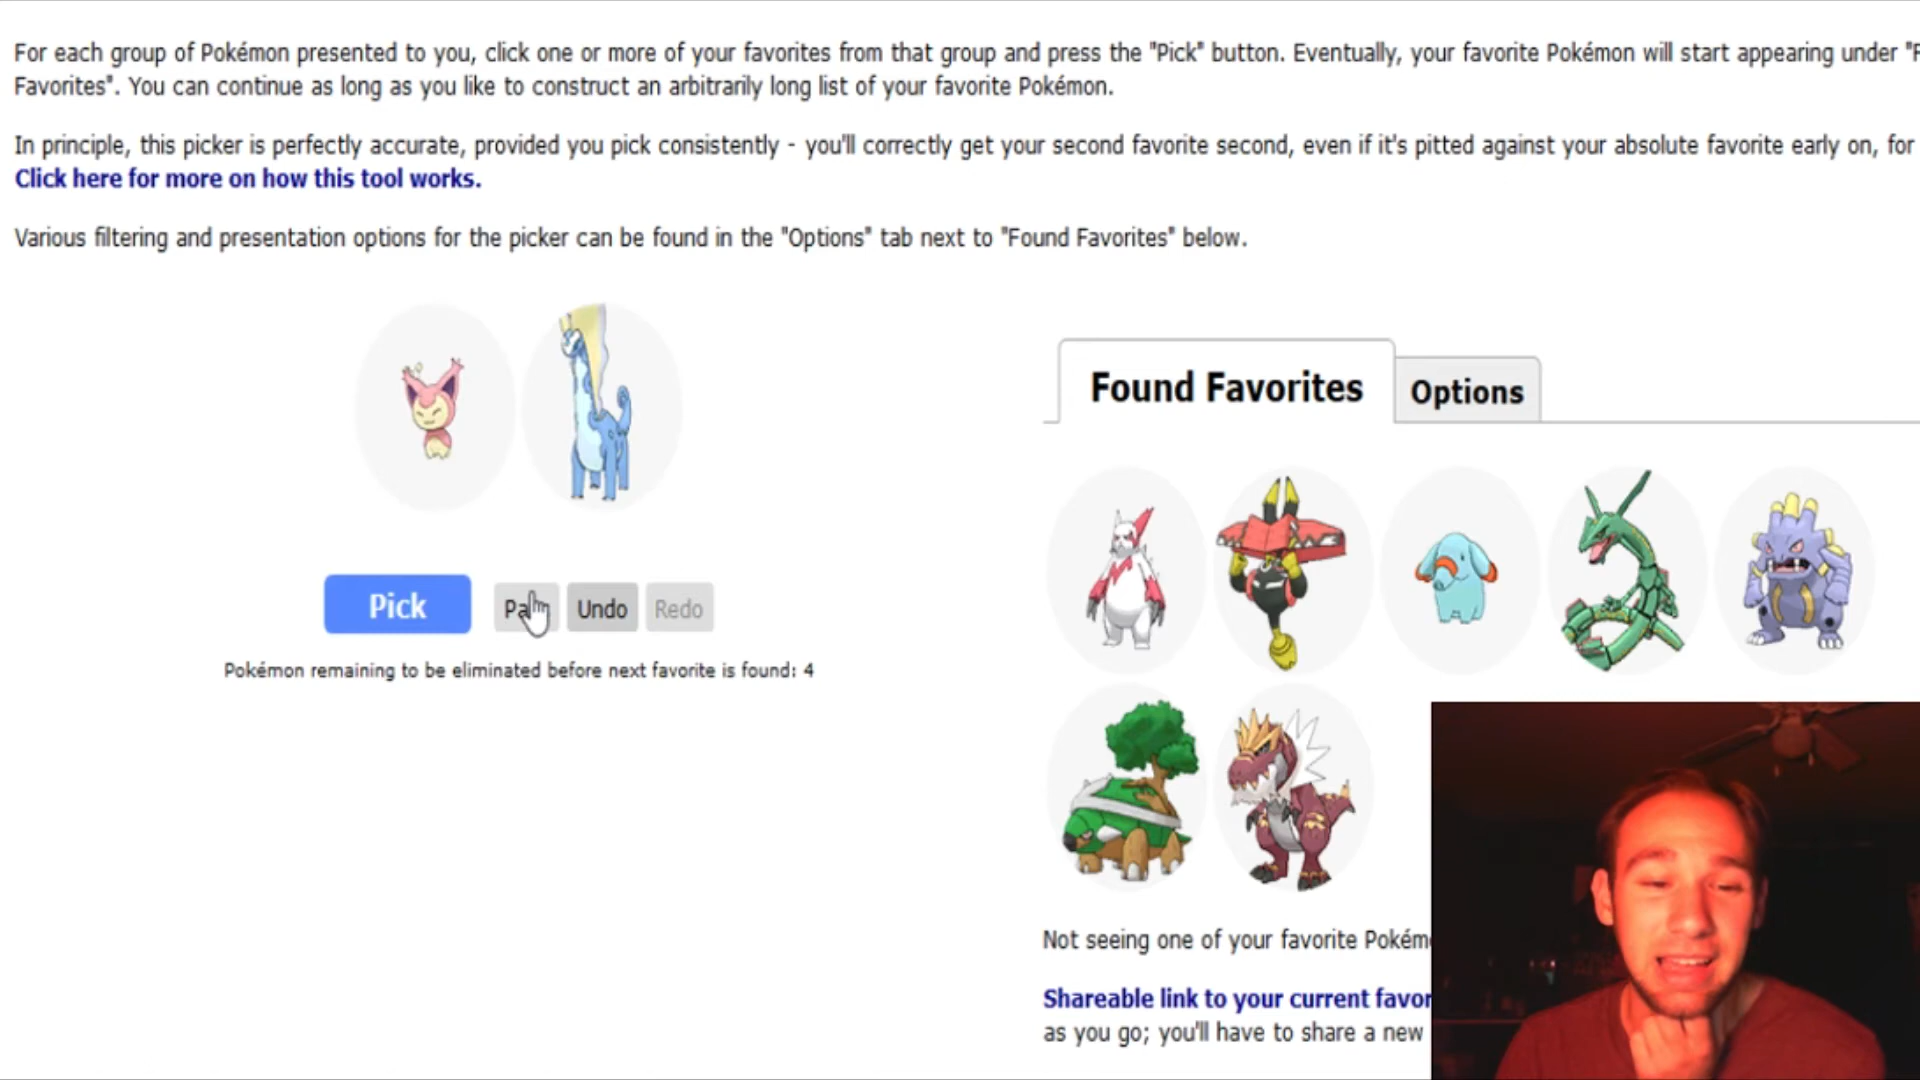 For each group of Pokémon presented to you, click one or more of your favorites from that group and press the "Pick" button. Eventually, your favorite Pokémon will start appearing under "F
Favorites". You can continue as long as you like to construct an arbitrarily long list of your favorite Pokémon.
In principle, this picker is perfectly accurate, provided you pick consistently - you'll correctly get your second favorite second, even if it's pitted against your absolute favorite early on, for
Click here for more on how this tool works.
Various filtering and presentation options for the picker can be found in the "Options" tab next to "Found Favorites" below.
Found Favorites
Options
Pick
Undo
Redo
Pokémon remaining to be eliminated before next favorite is found: 4
Not seeing one of your favorite Pokém
Shareable link to your current favor
as you go; you'll have to share a new